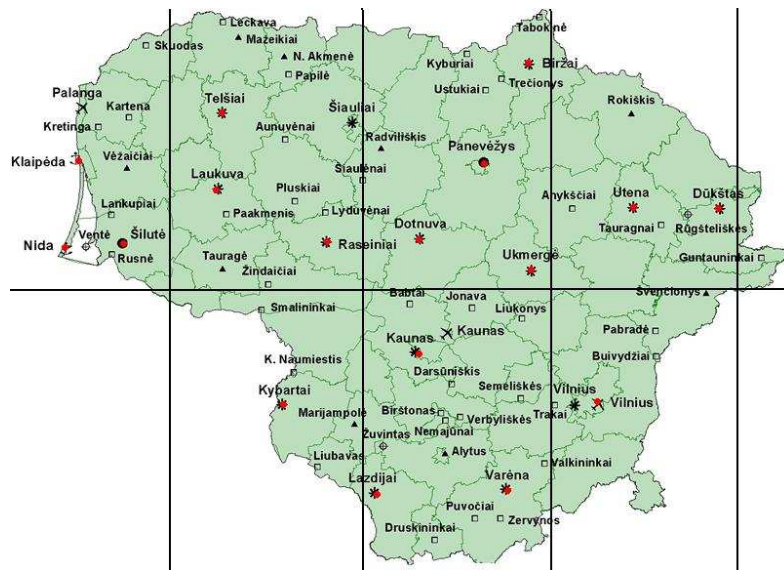 Leckava
Tabokinė
Skuodas
Mažeikiai
N. Akmenė
Kyburiai
Biržai
Papilė
Trečionys
Palanga
Ustukiai
Kartena
Telšiai
Šiauliai
Rokiškis
Kretinga
Aunuvėnai
Radviliškis
Panevėžys
Klaipėda
Vėžaičiai
Šiaulėnai
Laukuva
Pluskiai
Anykščiai
Utena
Dūkštas
Lankupiai
Paakmenis
Lyduvėnai
Dotnuva
Tauragnai
Rūgšteliškės
Ventė
Šilutė
Nida
Raseiniai
Rusnė
Tauragė
Ukmergė
Guntauninkai
Žindaičiai
Švenčionys
Smalininkai
Babtai
Jonava
Liukonys
Kaunas
Kaunas
Pabradė
K. Naumiestis
Darsūniškis
Buivydžiai
Kybartai
Semeliškės
Vilnius
Vilnius
Marijampolė
Birštonas
Verbyliškės
Trakai
Nemajūnai
Žuvintas
Liubavas
Alytus
Valkininkai
Lazdijai
Varėna
Puvočiai
Zervynos
Druskininkai